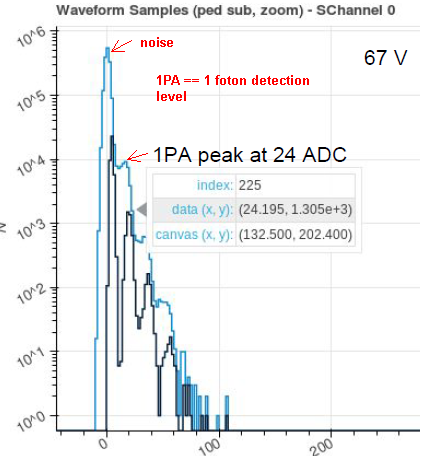 Waveform Samples (ped sub, zoom) - SChannel 0
10^6
noise
67 V
1PA == 1 foton detection
level
10^5
1PA peak at 24 ADC
10^4
index: 225
data (x, y): (24.195, 1.305e+3)
canvas (x, y): (132.500, 202.400)
10^3
N
10^2
10^1
10^0
0
100
200